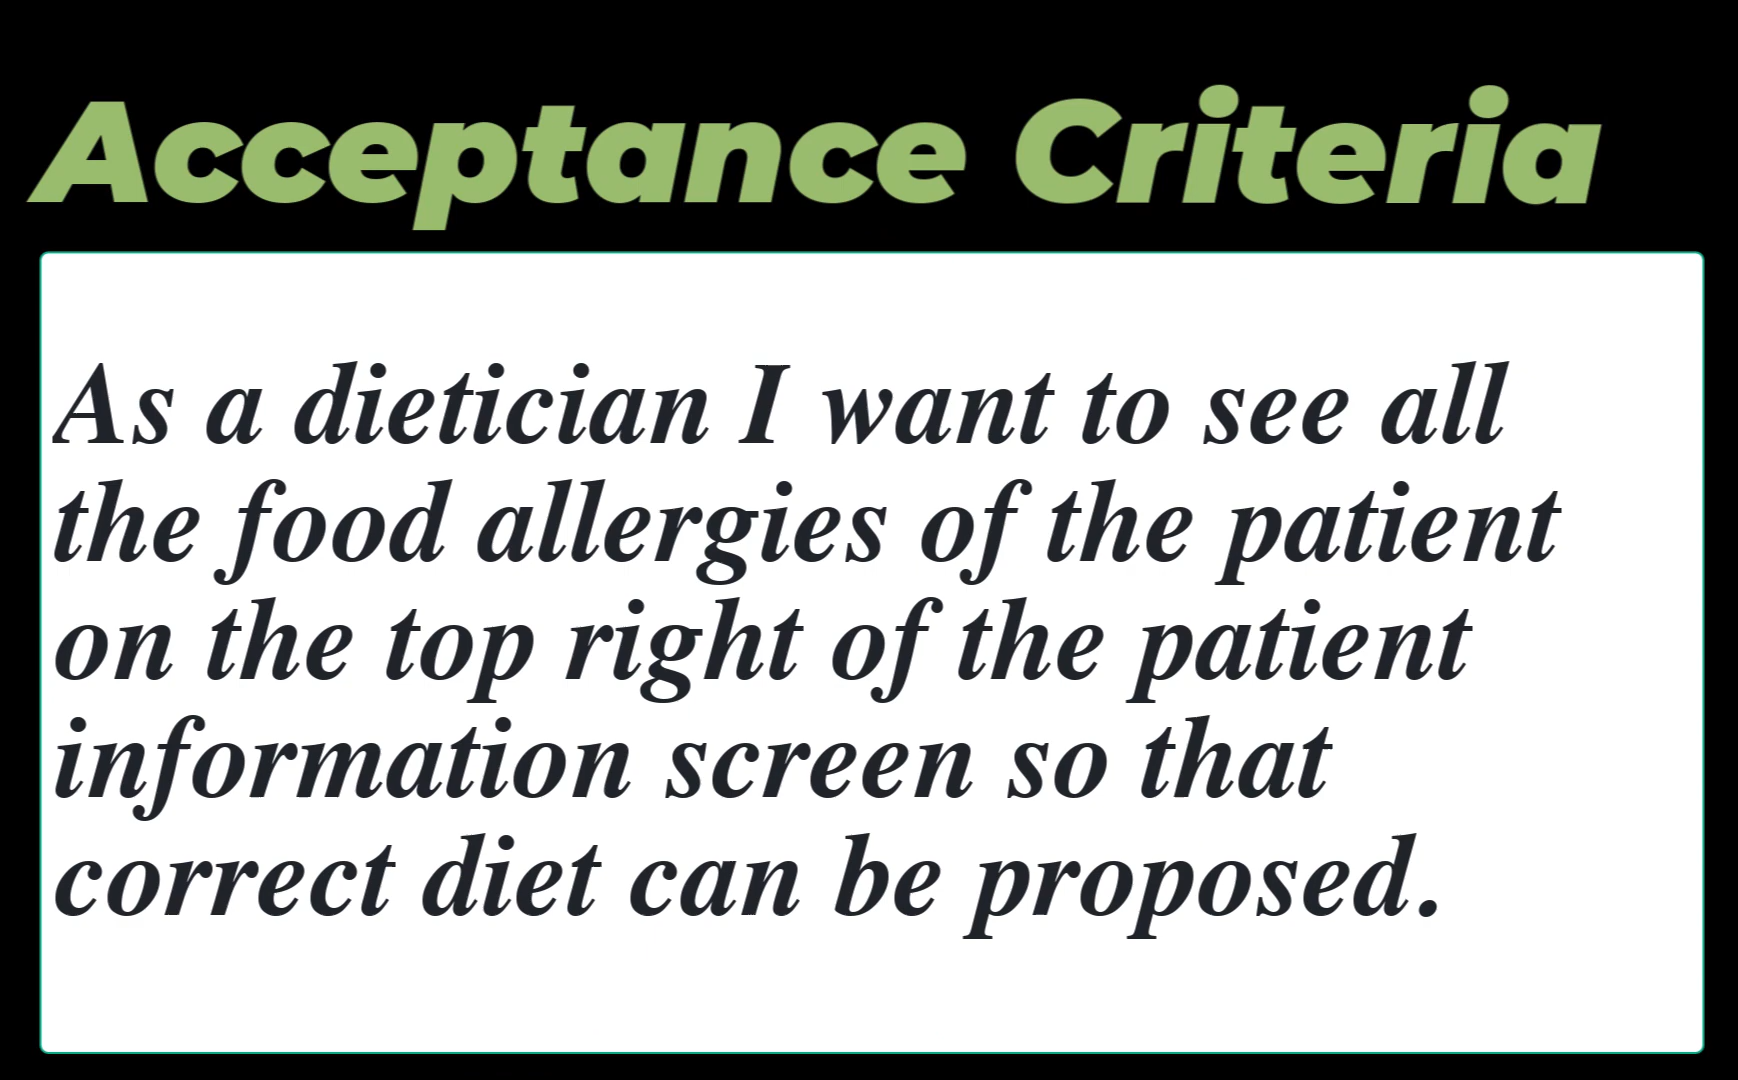 Acceptance Criteria
As a dietician I want to see all
the food allergies of the patient
on the top right of the patient
information screen so that
correct diet can be proposed.